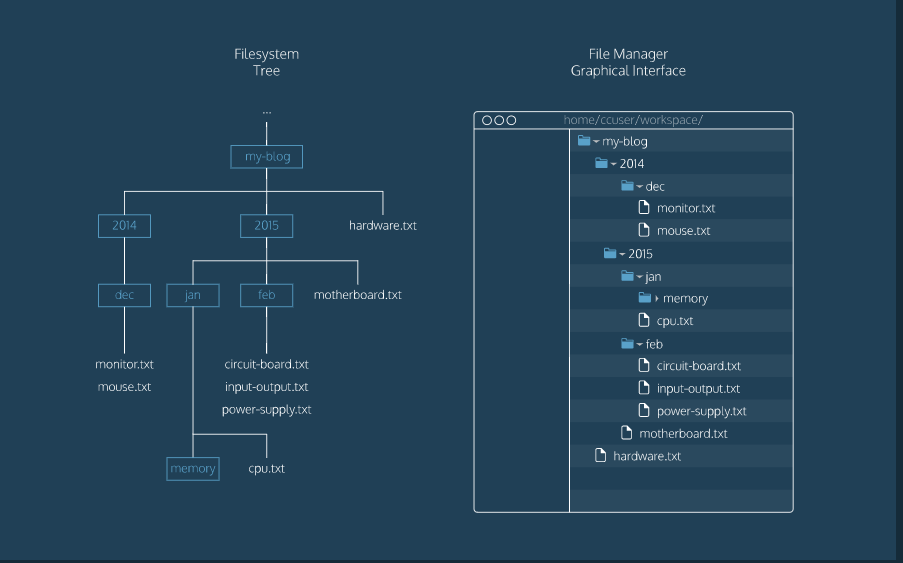 Filesystem
Tree
...
my-blog
2014
2015
hardware.txt
dec
jan
feb
motherboard.txt
monitor.txt
mouse.txt
circuit-board.txt
input-output.txt
power-supply.txt
memory
cpu.txt
File Manager
Graphical Interface
home/ccuser/workspace/
my-blog
2014
dec
monitor.txt
mouse.txt
2015
jan
memory
cpu.txt
feb
circuit-board.txt
input-output.txt
power-supply.txt
motherboard.txt
hardware.txt